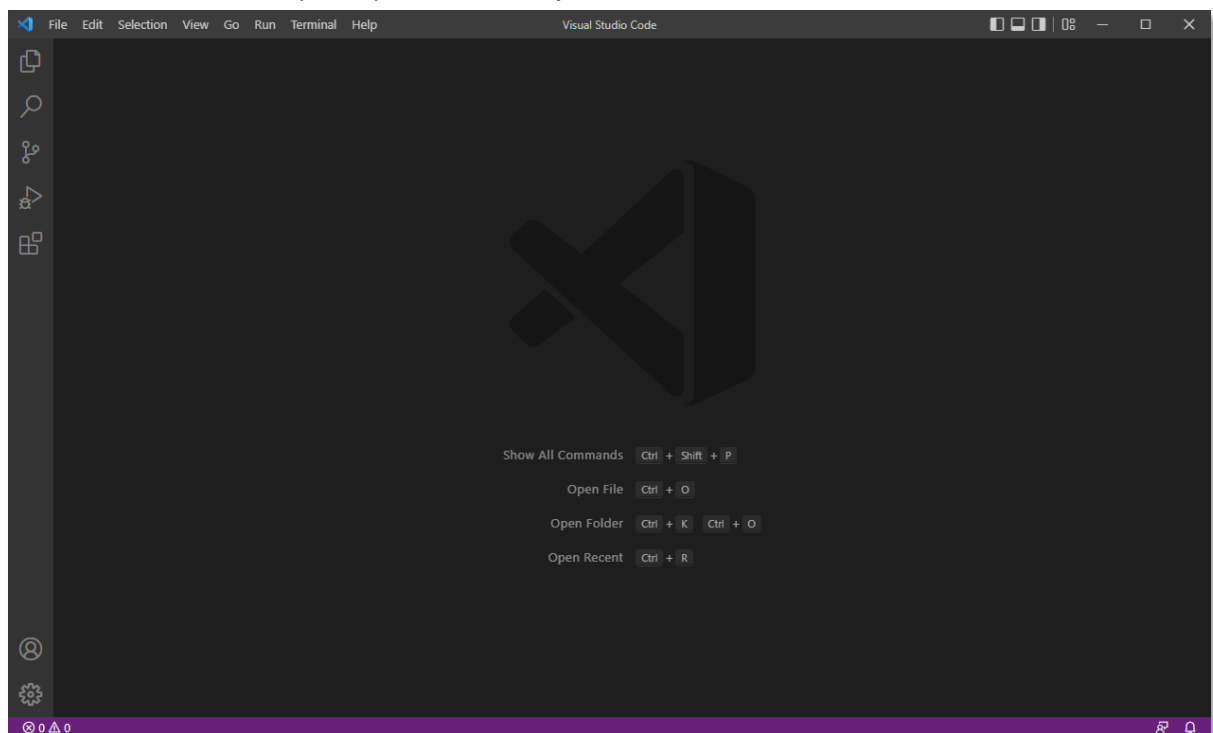 File Edit Selection View Go Run Terminal Help Visual Studio Code
Show All Commands Ctrl + Shift + P
Open File Ctrl + O
Open Folder Ctrl + K Ctrl + O
Open Recent Ctrl + R
0 0